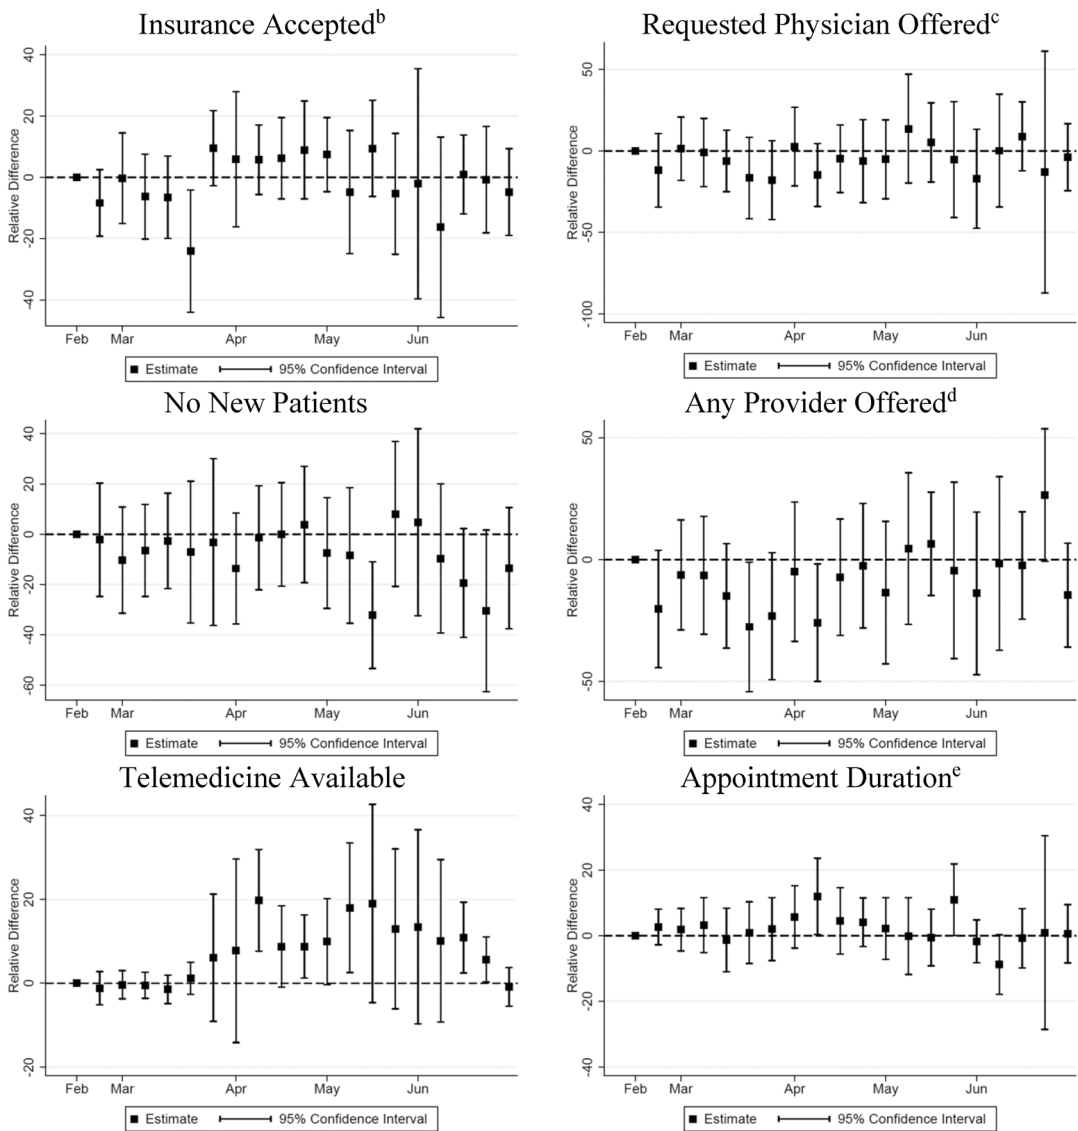 Insurance Acceptedᵇ
Relative Difference
40
20
0
-20
-40
Feb Mar Apr May Jun
Estimate 95% Confidence Interval
Requested Physician Offeredᶜ
Relative Difference
50
0
-50
-100
Feb Mar Apr May Jun
Estimate 95% Confidence Interval
No New Patients
Relative Difference
40
20
0
-20
-40
-60
Feb Mar Apr May Jun
Estimate 95% Confidence Interval
Any Provider Offeredᵈ
Relative Difference
50
0
-50
Feb Mar Apr May Jun
Estimate 95% Confidence Interval
Telemedicine Available
Relative Difference
40
20
0
-20
Feb Mar Apr May Jun
Estimate 95% Confidence Interval
Appointment Durationᵉ
Relative Difference
40
20
0
-20
-40
Feb Mar Apr May Jun
Estimate 95% Confidence Interval